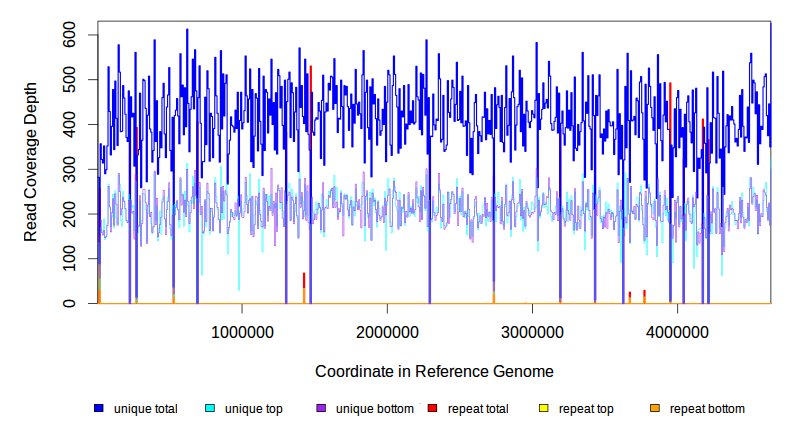 600
500
400
300
200
100
0
Read Coverage Depth
1000000 2000000 3000000 4000000
Coordinate in Reference Genome
unique total unique top unique bottom repeat total repeat top repeat bottom